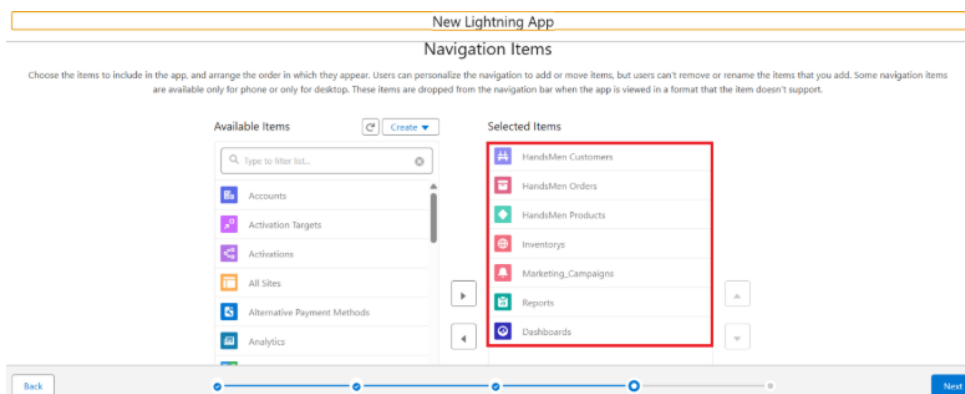 New Lightning App
Navigation Items
Choose the items to include in the app, and arrange the order in which they appear. Users can personalize the navigation to add or move items, but users can't remove or rename the items that you add. Some navigation items
are available only for phone or only for desktop. These items are dropped from the navigation bar when the app is viewed in a format that the item doesn't support.
Available Items
Create
Selected Items
Type to filter list...
Accounts
Activation Targets
Activations
All Sites
Alternative Payment Methods
Analytics
HandsMen Customers
HandsMen Orders
HandsMen Products
Inventorys
Marketing_Campaigns
Reports
Dashboards
Back
Next